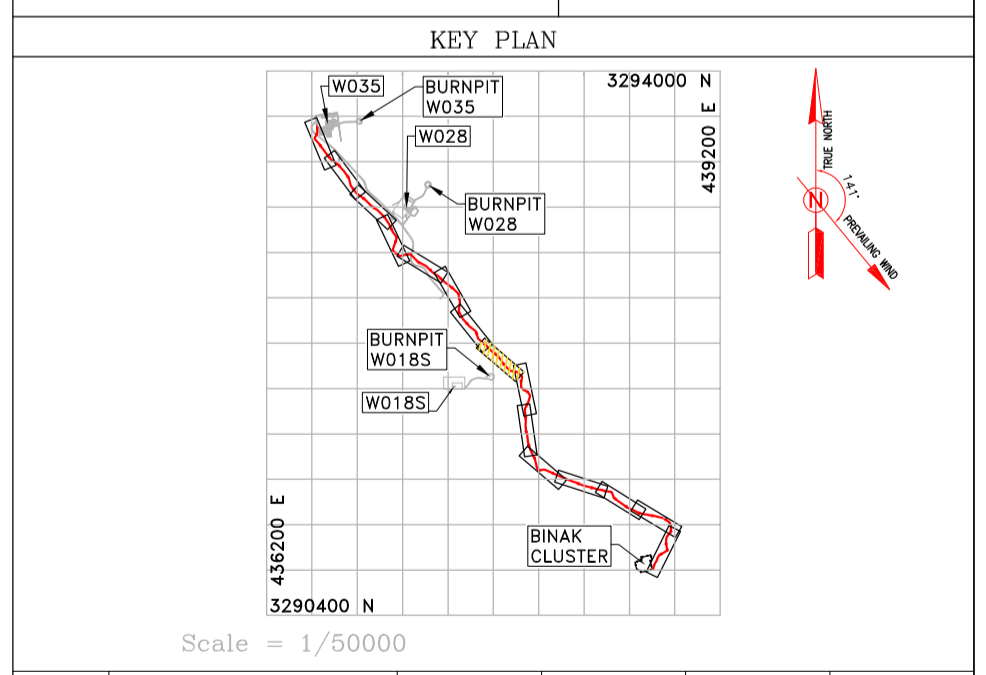 KEY PLAN
W035
BURNPIT
W035
3294000 N
W028
439200 E
TRUE NORTH
141°
N
PREVAILING WIND
BURNPIT
W028
BURNPIT
W018S
W018S
436200 E
BINAK
CLUSTER
3290400 N
Scale = 1/50000